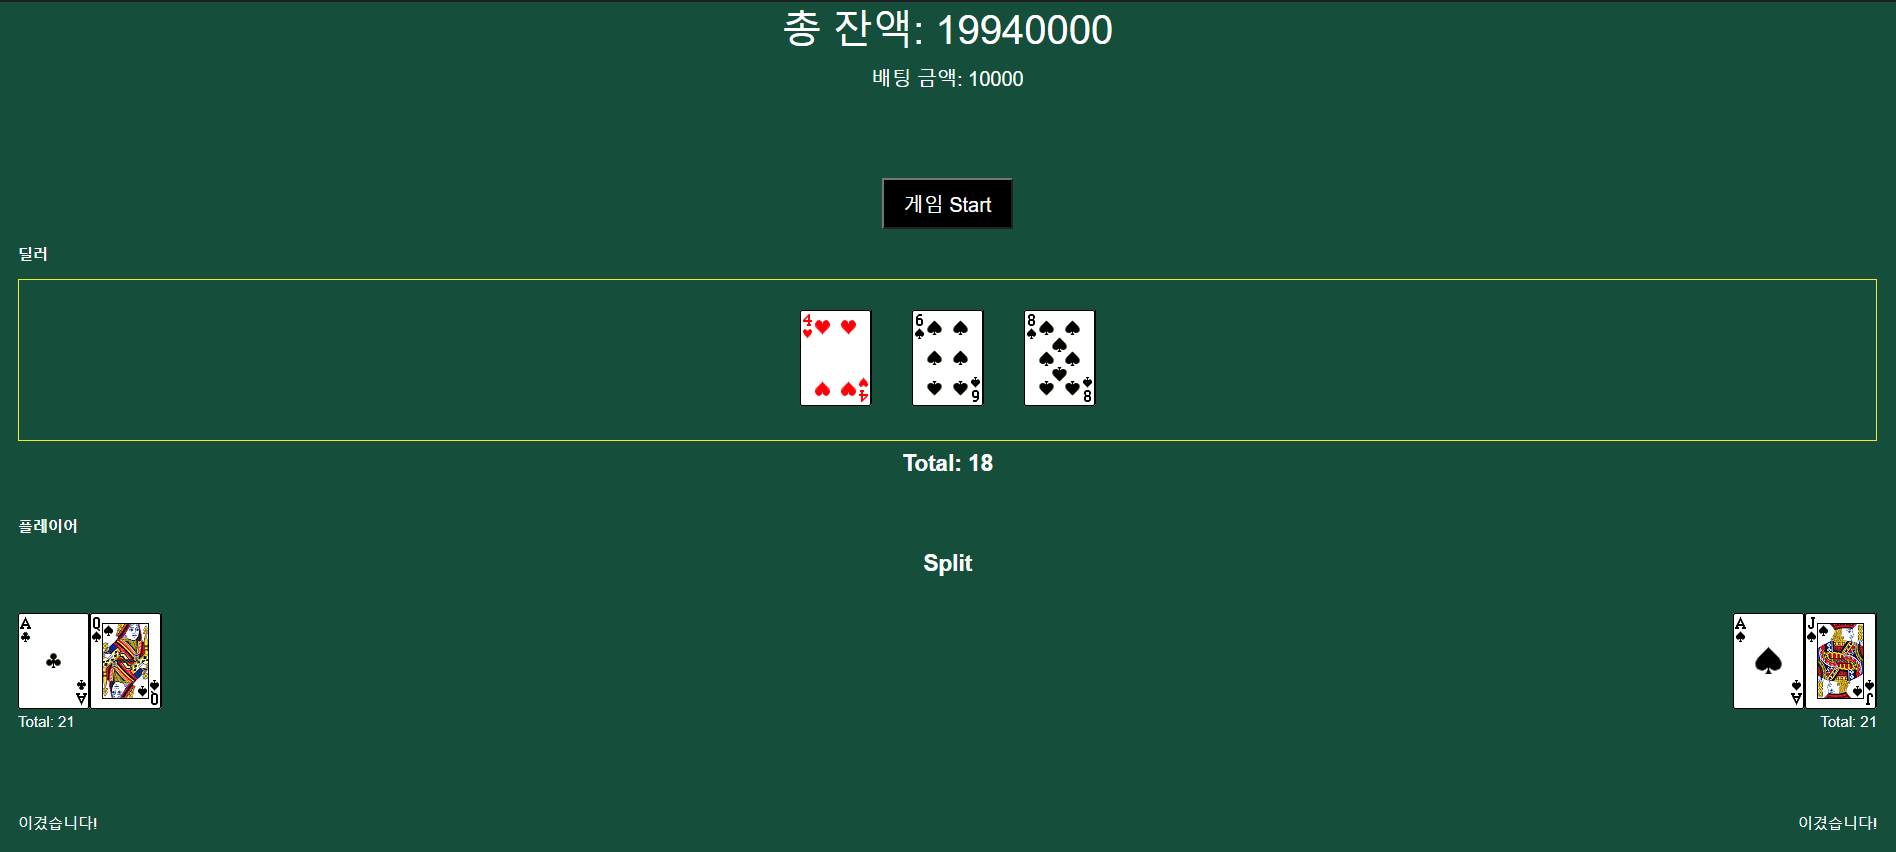 총 잔액: 19940000
배팅 금액: 10000
게임 Start
딜러
4 6 8
4 6 8
Total: 18
플레이어
Split
A Q A J
A Q A J
Total: 21 Total: 21
이겼습니다! 이겼습니다!